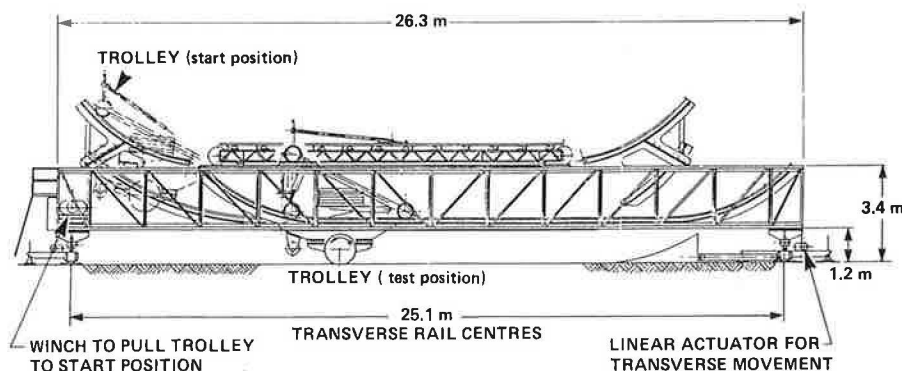 26.3 m
TROLLEY (start position)
3.4 m
1.2 m
TROLLEY ( test position)
25.1 m
TRANSVERSE RAIL CENTRES
WINCH TO PULL TROLLEY
TO START POSITION
LINEAR ACTUATOR FOR
TRANSVERSE MOVEMENT